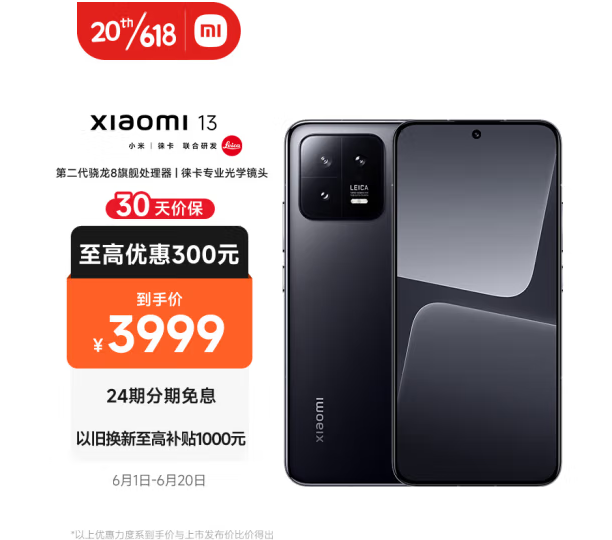 20th/618 mi
xiaomi 13
小米 | 徕卡 联合研发 Leica
第二代骁龙8旗舰处理器 | 徕卡专业光学镜头
30天价保
至高优惠300元
到手价
¥3999
24期分期免息
以旧换新至高补贴1000元
6月1日-6月20日
*以上优惠力度系到手价与上市发布价比价得出
LEICA
xiaomi